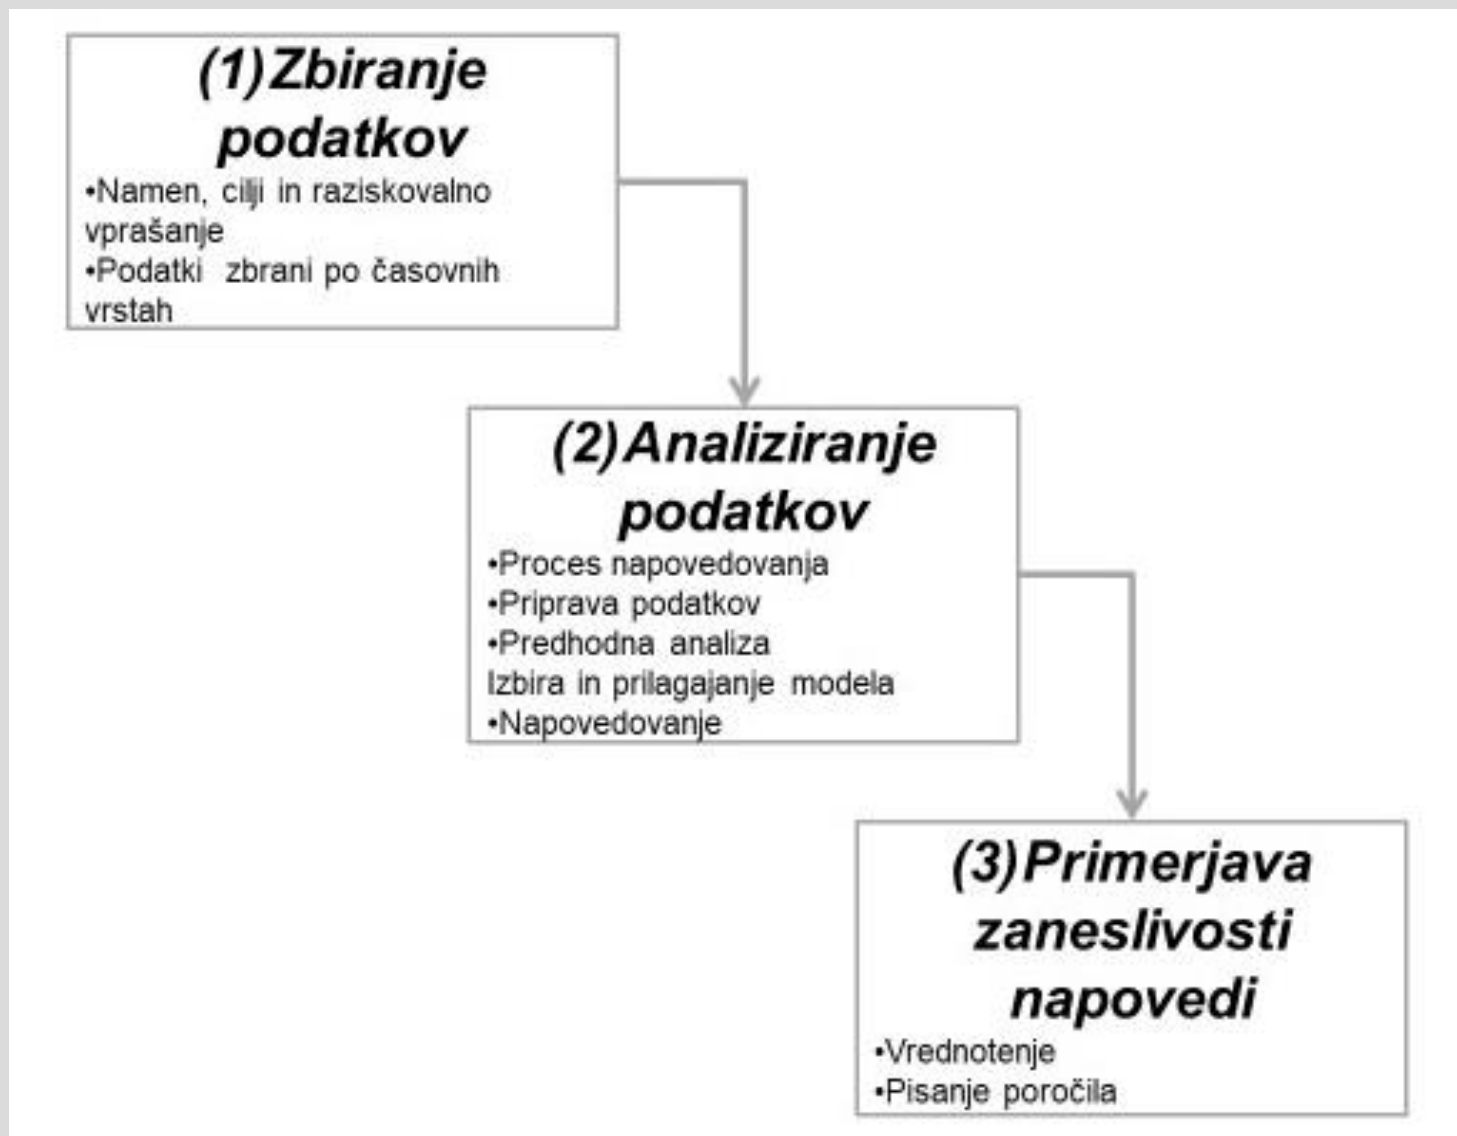 (1)Zbiranje
podatkov
•Namen, cilji in raziskovalno
vprašanje
•Podatki zbrani po časovnih
vrstah
(2)Analiziranje
podatkov
•Proces napovedovanja
•Priprava podatkov
•Predhodna analiza
Izbira in prilagajanje modela
•Napovedovanje
(3)Primerjava
zaneslivosti
napovedi
•Vrednotenje
•Pisanje poročila